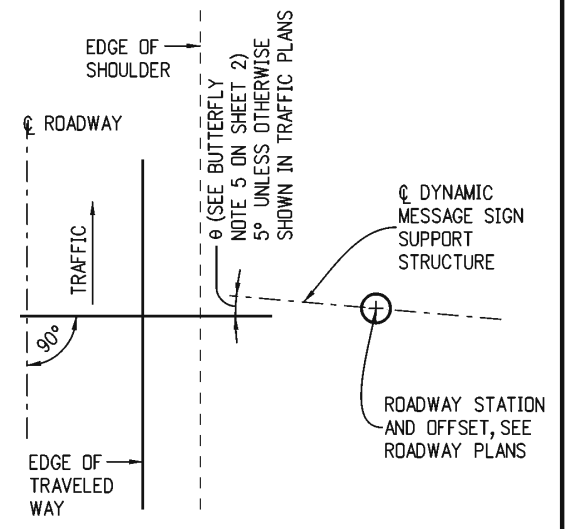 EDGE OF
SHOULDER
℄ ROADWAY
TRAFFIC
θ (SEE BUTTERFLY
NOTE 5 ON SHEET 2)
5° UNLESS OTHERWISE
SHOWN IN TRAFFIC PLANS
℄ DYNAMIC
MESSAGE SIGN
SUPPORT
STRUCTURE
90°
ROADWAY STATION
AND OFFSET, SEE
ROADWAY PLANS
EDGE OF
TRAVELED
WAY